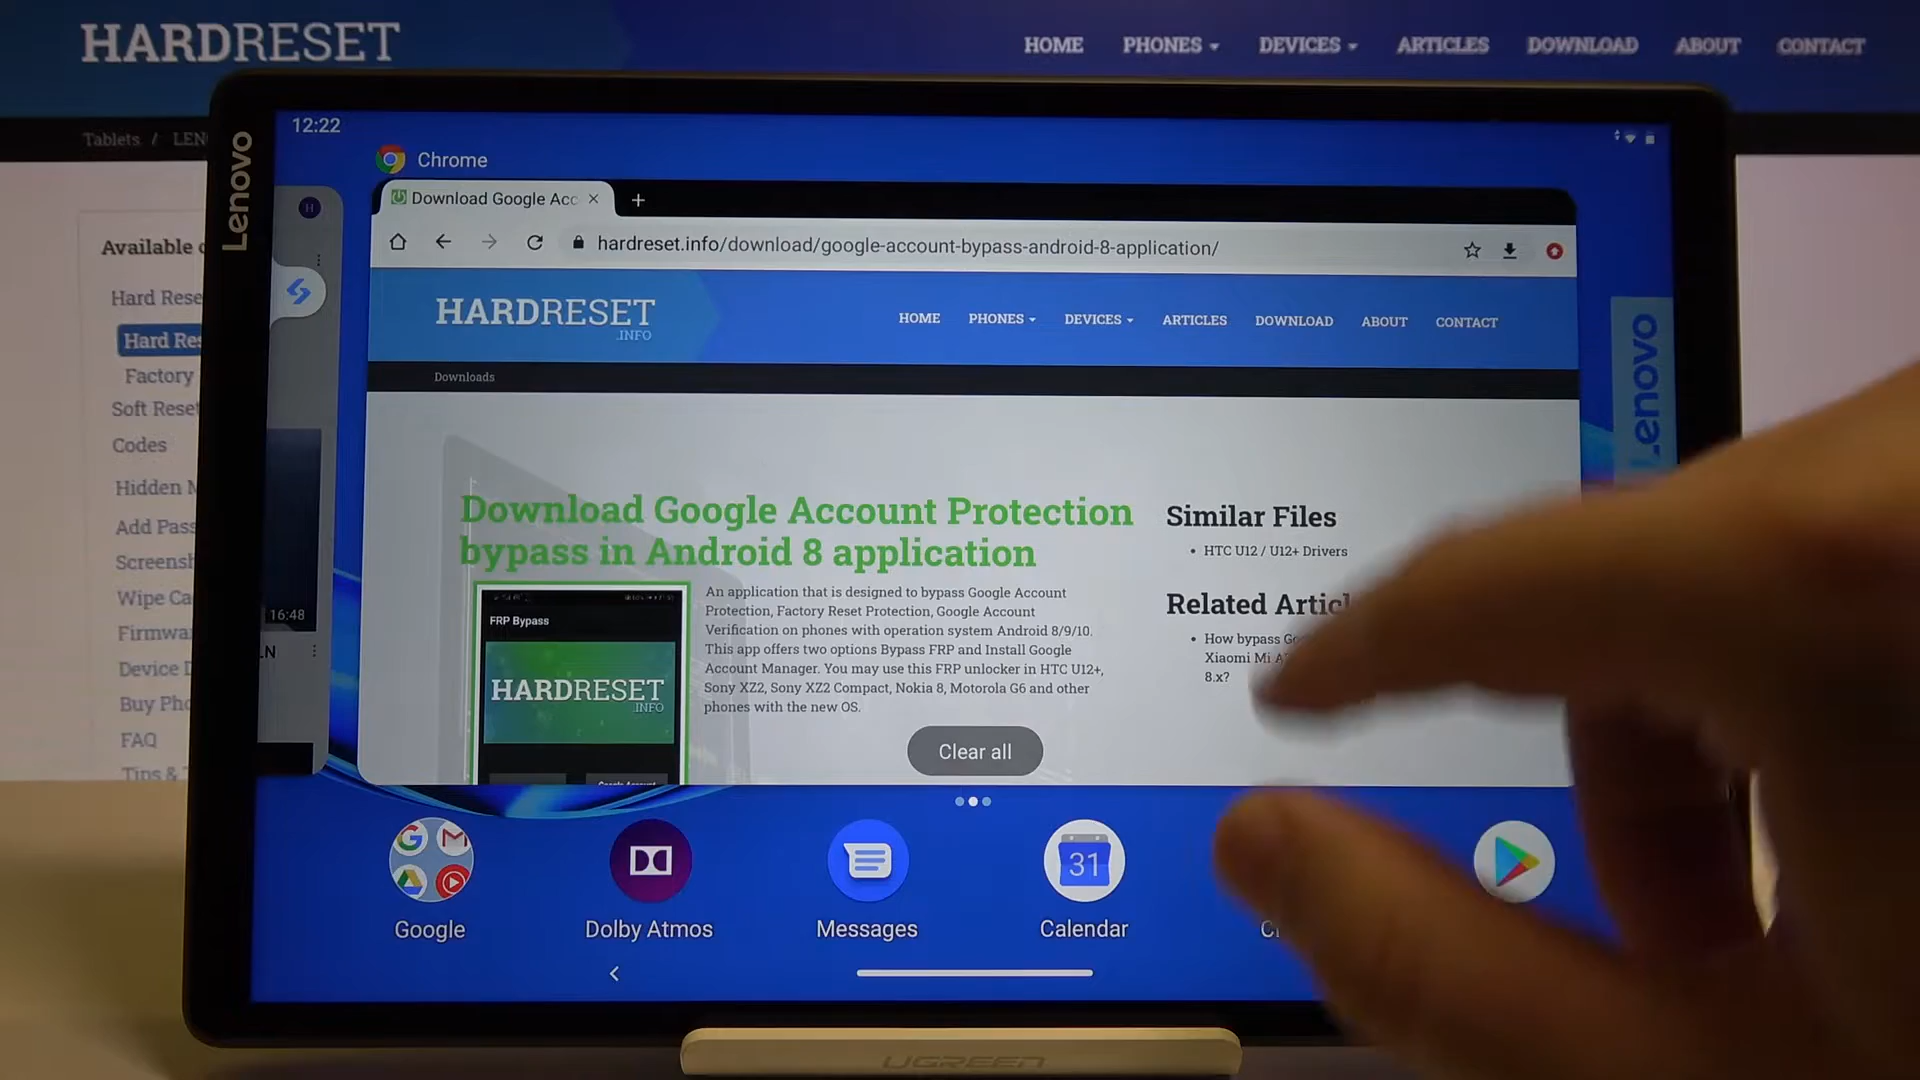 HARDRESET
HOME
PHONES
DEVICES
ARTICLES
DOWNLOAD
ABOUT
CONTACT
Tablets /
Available
Hard Rese
Hard Res
Factory
Soft Reset
Codes
Hidden
Add Pass
Screensh
Wipe Ca
Firmwar
Device
Buy Pho
FAQ
Tips &
Lenovo
12:22
Chrome
H
16:48
LN
Download Google Acc
hardreset.info/download/google-account-bypass-android-8-application/
HARDRESET
.INFO
HOME
PHONES
DEVICES
ARTICLES
DOWNLOAD
ABOUT
CONTACT
Downloads
Download Google Account Protection
bypass in Android 8 application
FRP Bypass
HARDRESET
.INFO
An application that is designed to bypass Google Account
Protection, Factory Reset Protection, Google Account
Verification on phones with operation system Android 8/9/10.
This app offers two options Bypass FRP and Install Google
Account Manager. You may use this FRP unlocker in HTC U12+,
Sony XZ2, Sony XZ2 Compact, Nokia 8, Motorola G6 and other
phones with the new OS.
Similar Files
HTC U12 / U12+ Drivers
Related Artic
How bypass Go
Xiaomi Mi A
8.x?
Clear all
Lenovo
Google
Dolby Atmos
Messages
31
Calendar
UGREEN